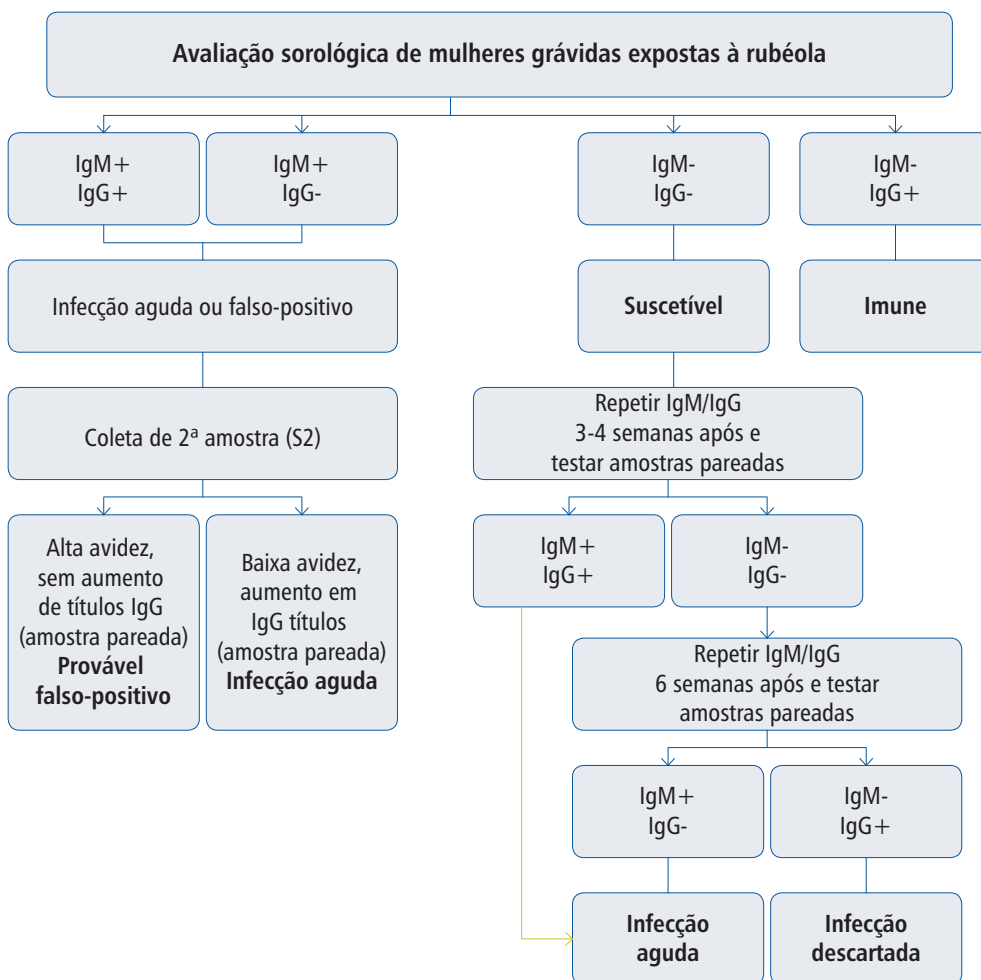 Avaliação sorológica de mulheres grávidas expostas à rubéola
IgM+
IgG+
IgM+
IgG-
IgM-
IgG-
IgM-
IgG+
Infecção aguda ou falso-positivo
Suscetível
Imune
Coleta de 2ª amostra (S2)
Repetir IgM/IgG
3-4 semanas após e
testar amostras pareadas
Alta avidez,
sem aumento
de títulos IgG
(amostra pareada)
Provável
falso-positivo
Baixa avidez,
aumento em
IgG títulos
(amostra pareada)
Infecção aguda
IgM+
IgG+
IgM-
IgG-
Repetir IgM/IgG
6 semanas após e testar
amostras pareadas
IgM+
IgG-
IgM-
IgG+
Infecção
aguda
Infecção
descartada